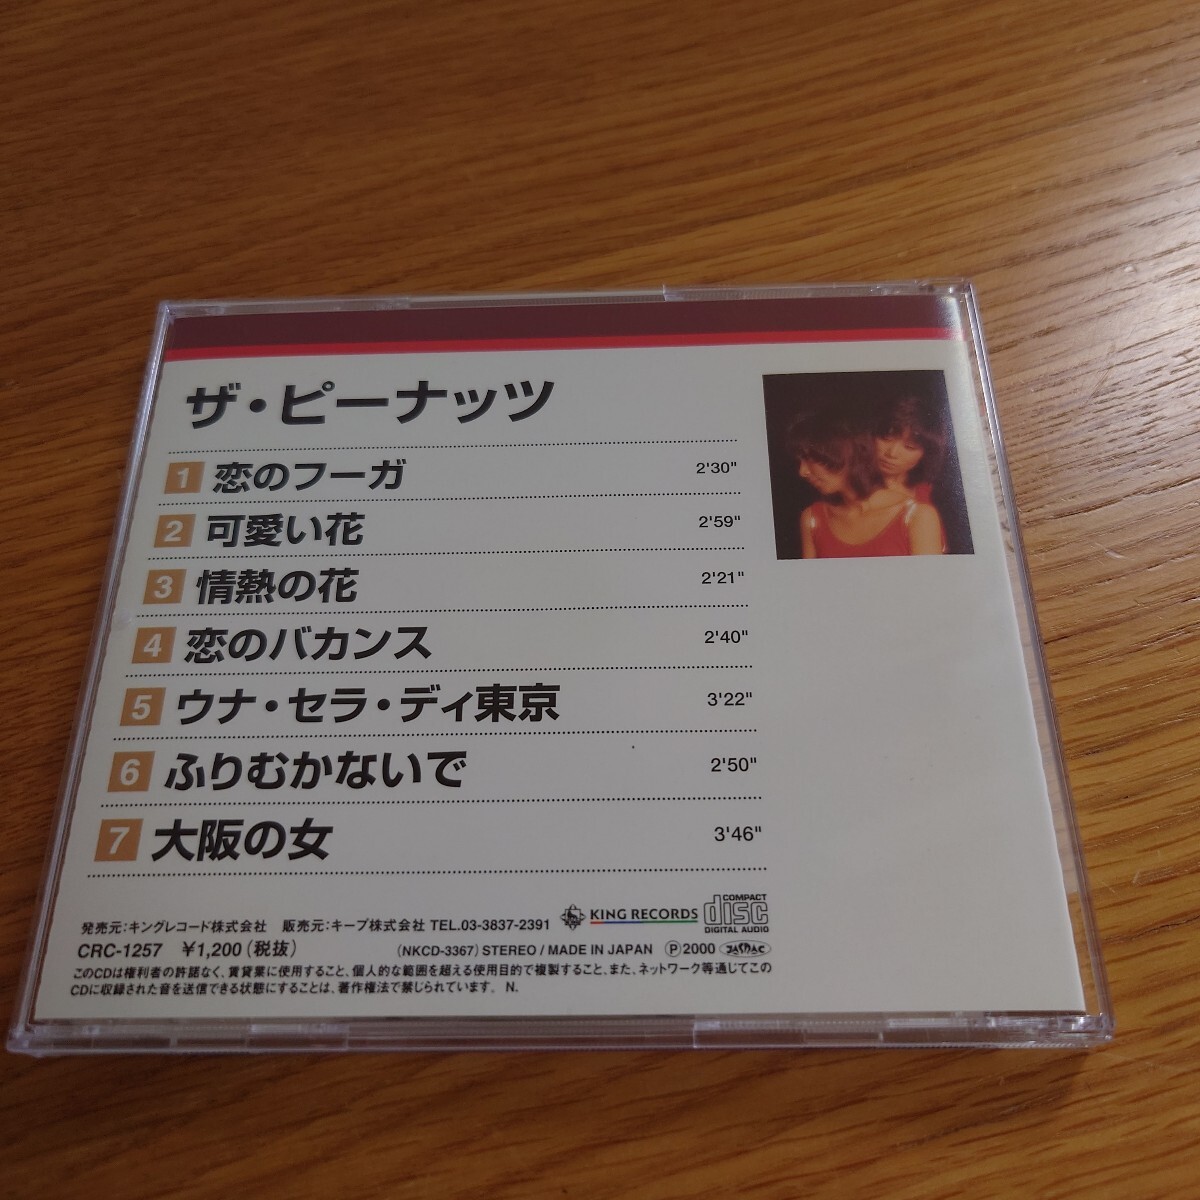 ザ・ピーナッツ
1 恋のフーガ 2'30"
2 可愛い花 2'59"
3 情熱の花 2'21"
4 恋のバカンス 2'40"
5 ウナ・セラ・ディ東京 3'22"
6 ふりむかないで 2'50"
7 大阪の女 3'46"
発売元:キングレコード株式会社 販売元:キープ株式会社 TEL.03-3837-2391 KING RECORDS COMPACT disc DIGITAL AUDIO
CRC-1257 ¥1,200(税抜) (NKCD-3367) STEREO / MADE IN JAPAN Ⓟ2000 JASRAC
このCDは権利者の許諾なく、賃貸業に使用すること、個人的な範囲を超える使用目的で複製すること、また、ネットワーク等通じてこの
CDに収録された音を送信できる状態にすることは、著作権法で禁じられています。 N.